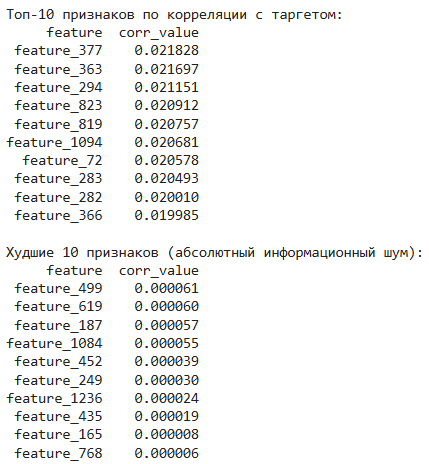 Топ-10 признаков по корреляции с таргетом:
feature corr_value
feature_377 0.021828
feature_363 0.021697
feature_294 0.021151
feature_823 0.020912
feature_819 0.020757
feature_1094 0.020681
feature_72 0.020578
feature_283 0.020493
feature_282 0.020010
feature_366 0.019985
Худшие 10 признаков (абсолютный информационный шум):
feature corr_value
feature_499 0.000061
feature_619 0.000060
feature_187 0.000057
feature_1084 0.000055
feature_452 0.000039
feature_249 0.000030
feature_1236 0.000024
feature_435 0.000019
feature_165 0.000008
feature_768 0.000006